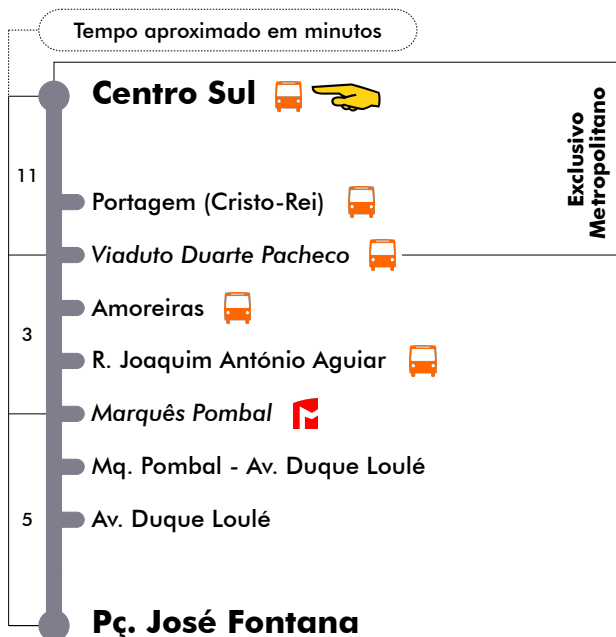 Tempo aproximado em minutos
Centro Sul
Exclusivo
Metropolitano
11
Portagem (Cristo-Rei)
Viaduto Duarte Pacheco
Amoreiras
3
R. Joaquim António Aguiar
Marquês Pombal
Mq. Pombal - Av. Duque Loulé
5
Av. Duque Loulé
Pç. José Fontana